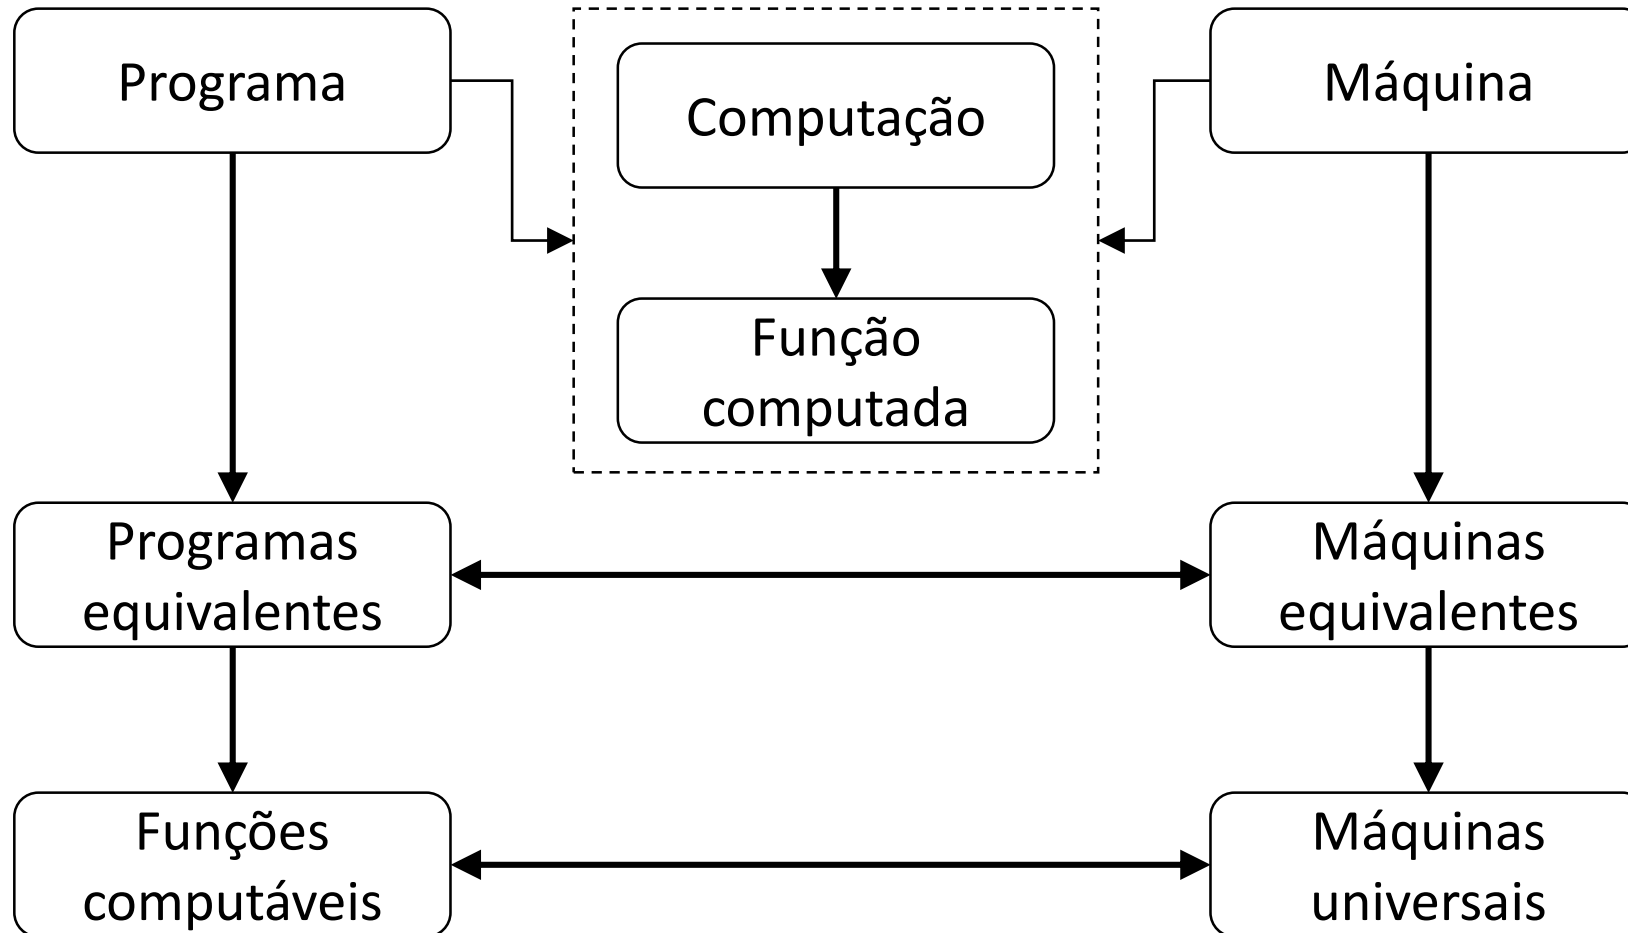 Programa
Computação
Máquina
Função
computada
Programas
equivalentes
Máquinas
equivalentes
Funções
computáveis
Máquinas
universais